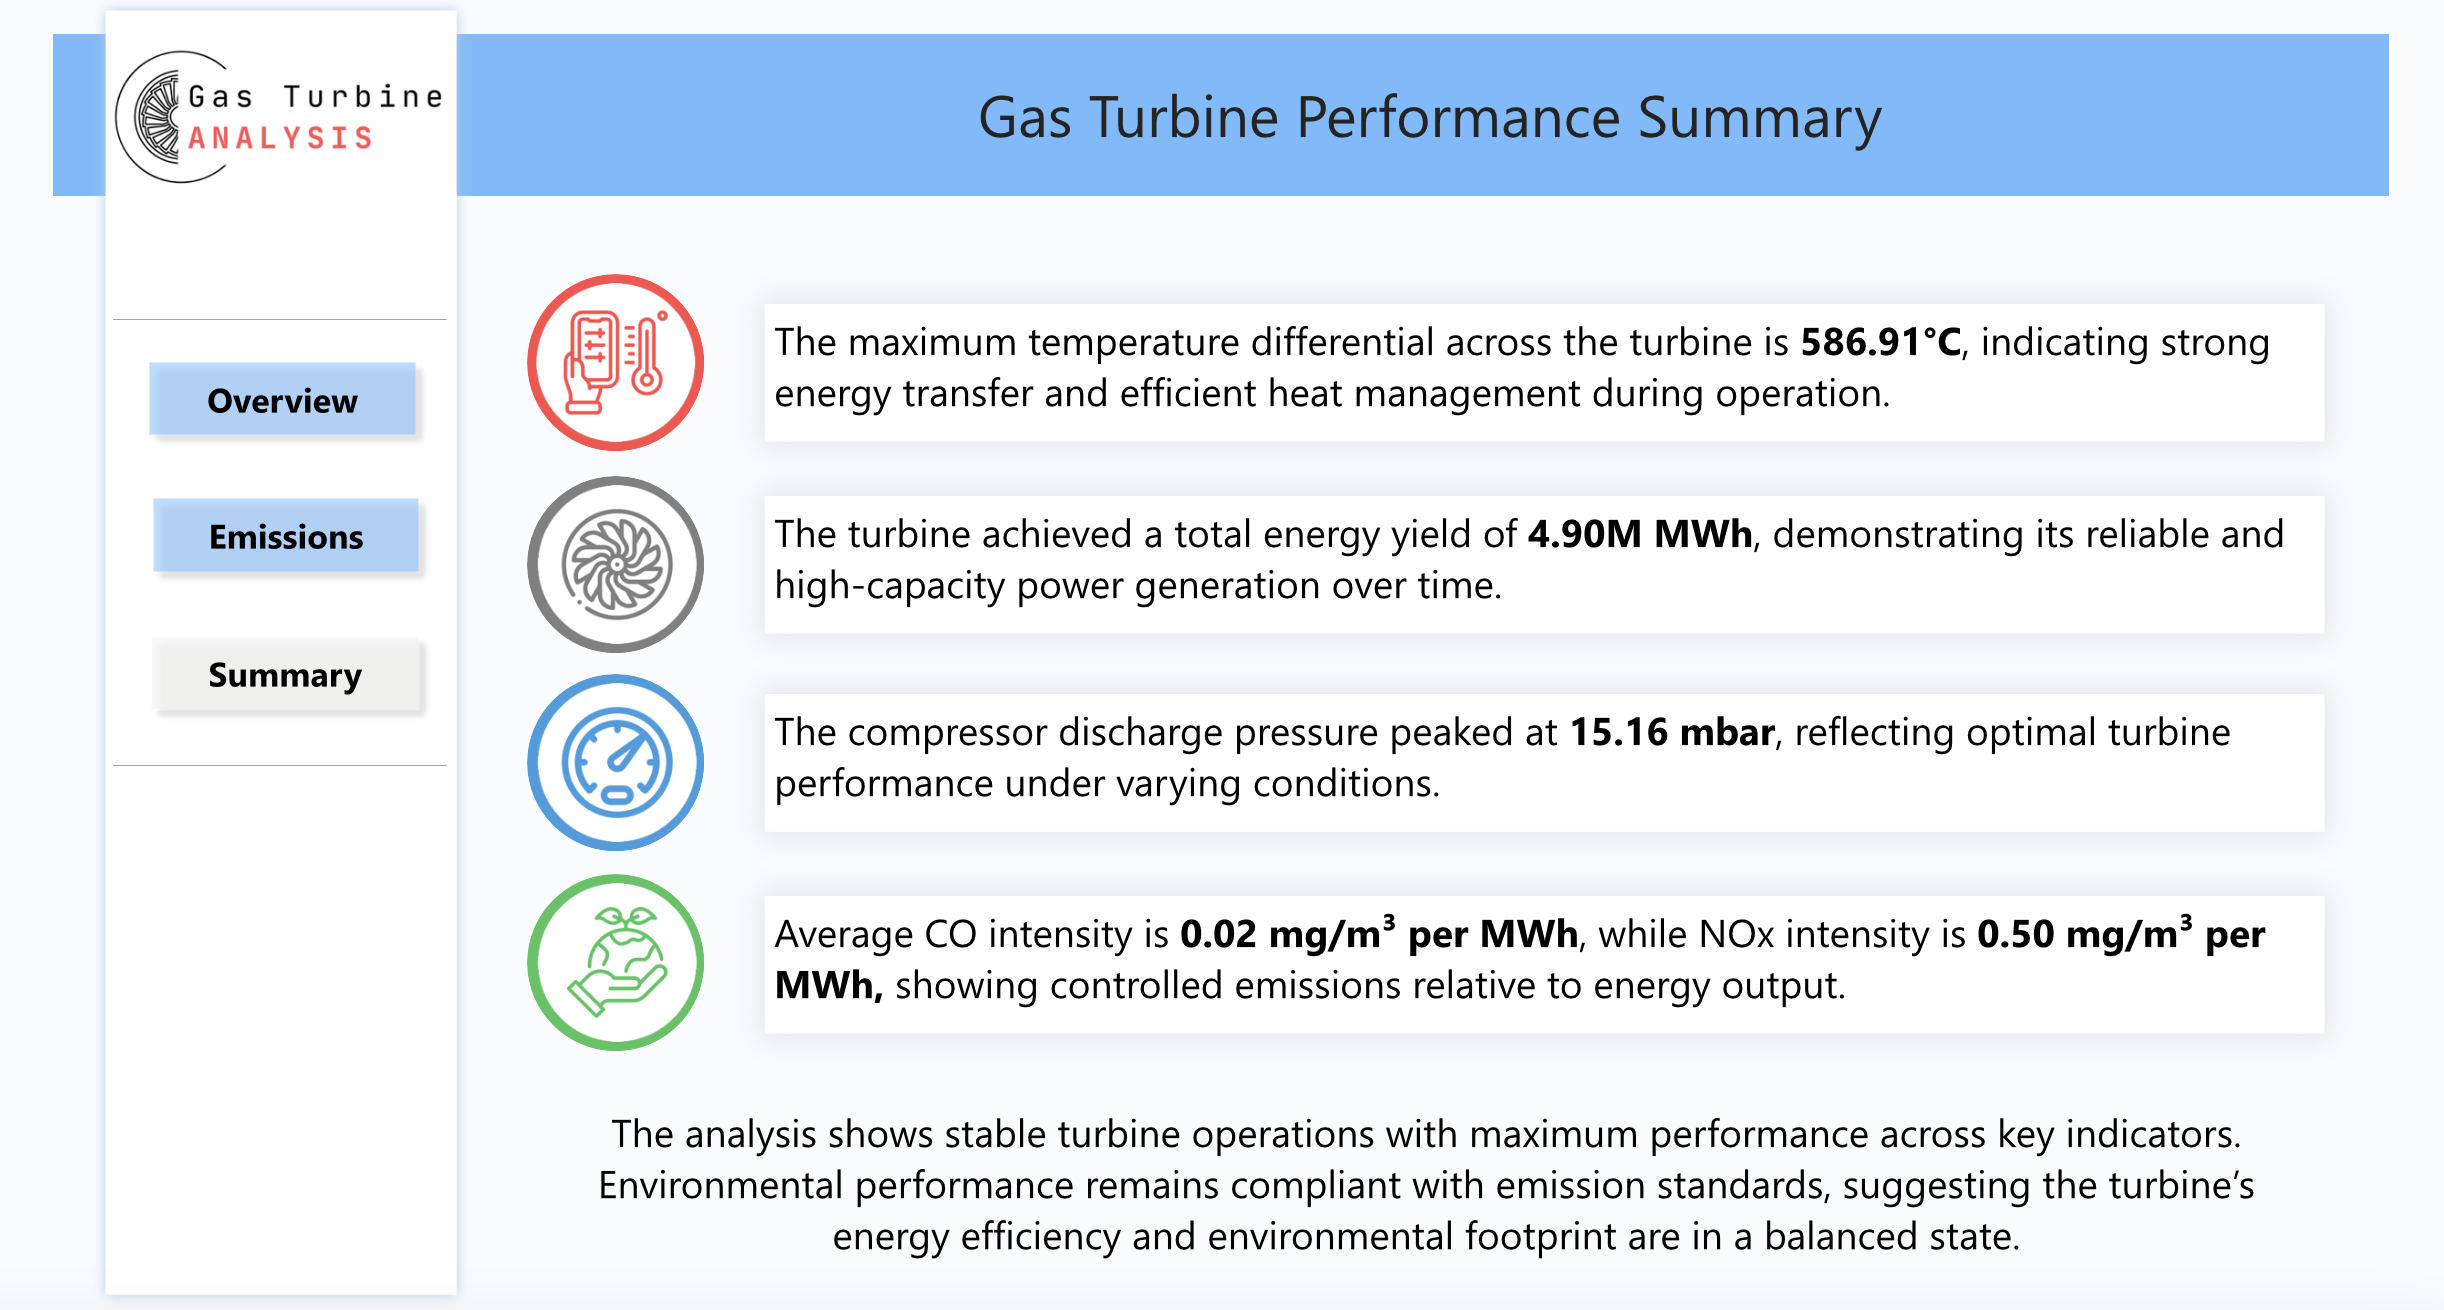 Gas Turbine
ANALYSIS
Gas Turbine Performance Summary
Overview
Emissions
Summary
The maximum temperature differential across the turbine is 586.91°C, indicating strong
energy transfer and efficient heat management during operation.
The turbine achieved a total energy yield of 4.90M MWh, demonstrating its reliable and
high-capacity power generation over time.
The compressor discharge pressure peaked at 15.16 mbar, reflecting optimal turbine
performance under varying conditions.
Average CO intensity is 0.02 mg/m³ per MWh, while NOx intensity is 0.50 mg/m³ per
MWh, showing controlled emissions relative to energy output.
The analysis shows stable turbine operations with maximum performance across key indicators.
Environmental performance remains compliant with emission standards, suggesting the turbine’s
energy efficiency and environmental footprint are in a balanced state.